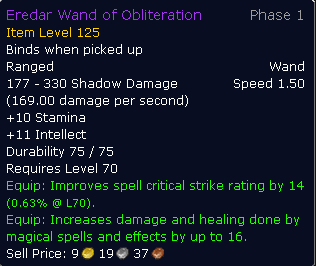 Eredar Wand of Obliteration Phase 1
Item Level 125
Binds when picked up
Ranged Wand
177 - 330 Shadow Damage Speed 1.50
(169.00 damage per second)
+10 Stamina
+11 Intellect
Durability 75 / 75
Requires Level 70
Equip: Improves spell critical strike rating by 14
(0.63% @ L70).
Equip: Increases damage and healing done by
magical spells and effects by up to 16.
Sell Price: 9 19 37